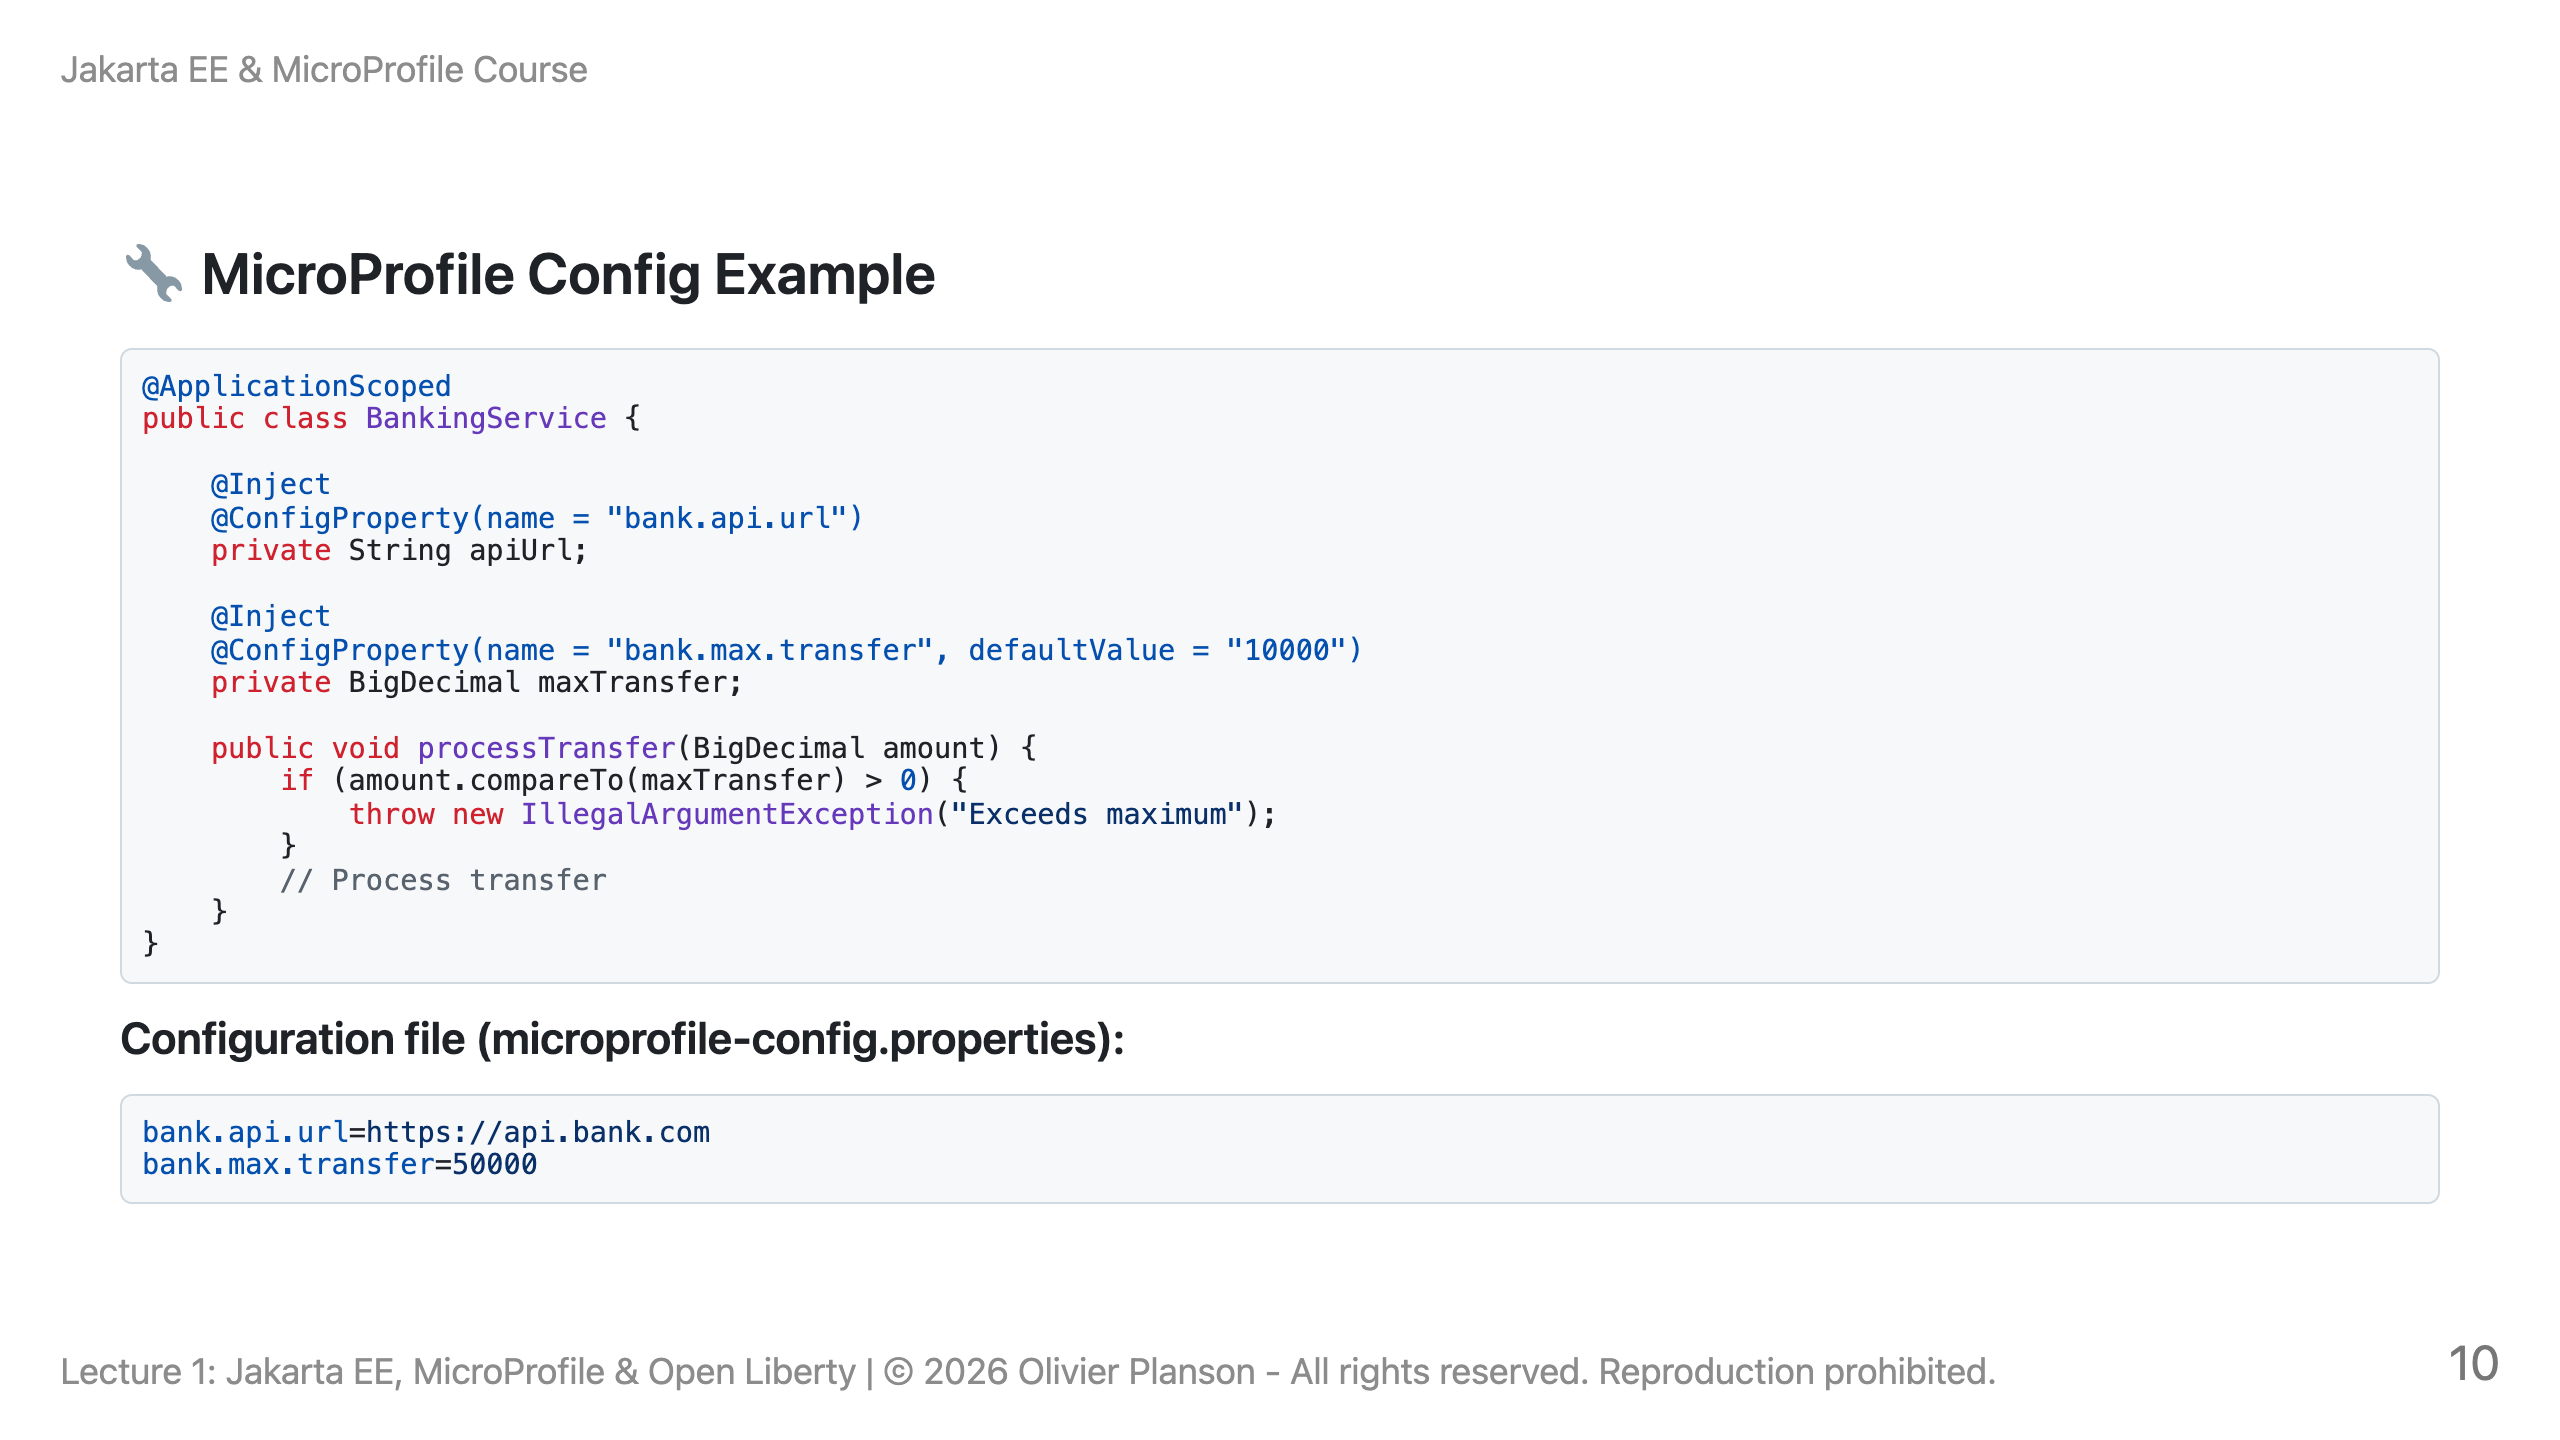 Jakarta EE & MicroProfile Course
🔧 MicroProfile Config Example
@ApplicationScoped
public class BankingService {

    @Inject
    @ConfigProperty(name = "bank.api.url")
    private String apiUrl;

    @Inject
    @ConfigProperty(name = "bank.max.transfer", defaultValue = "10000")
    private BigDecimal maxTransfer;

    public void processTransfer(BigDecimal amount) {
        if (amount.compareTo(maxTransfer) > 0) {
            throw new IllegalArgumentException("Exceeds maximum");
        }
        // Process transfer
    }
}
Configuration file (microprofile-config.properties):
bank.api.url=https://api.bank.com
bank.max.transfer=50000
Lecture 1: Jakarta EE, MicroProfile & Open Liberty | © 2026 Olivier Planson - All rights reserved. Reproduction prohibited.
10